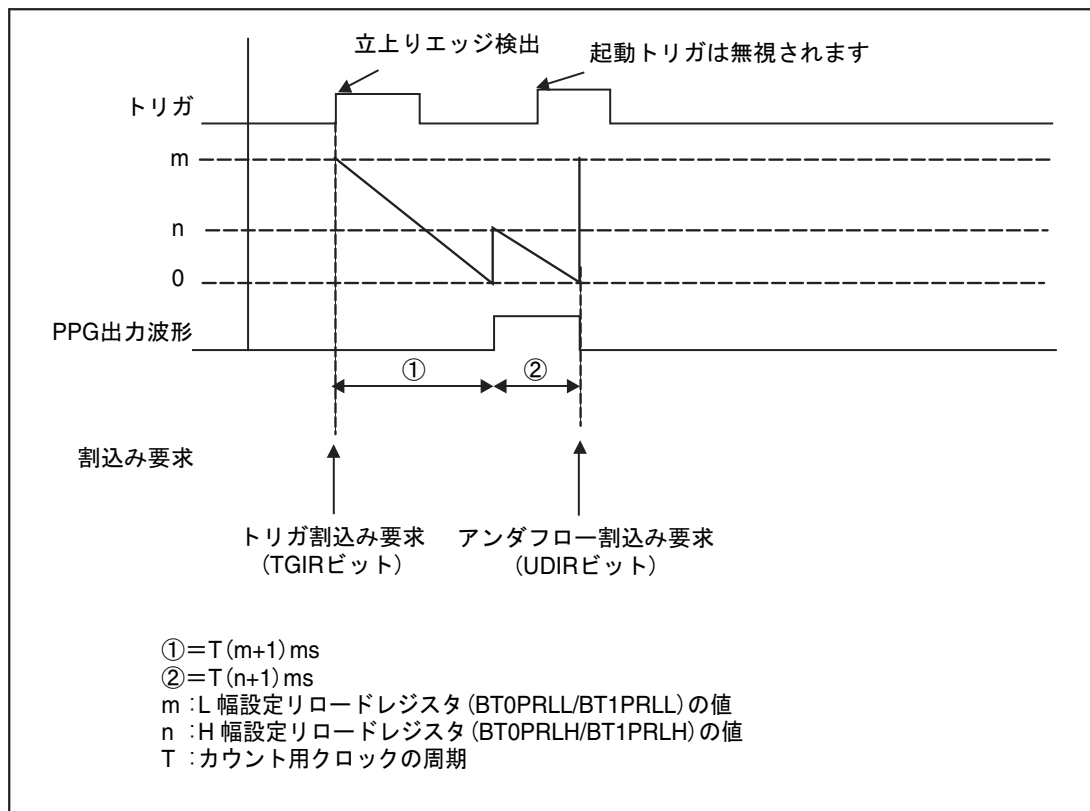 立上りエッジ検出
起動トリガは無視されます
トリガ
m
n
0
PPG出力波形
① ②
割込み要求
トリガ割込み要求
(TGIRビット)
アンダフロー割込み要求
(UDIRビット)
①=T(m+1)ms
②=T(n+1)ms
m :L 幅設定リロードレジスタ(BT0PRLL/BT1PRLL)の値
n :H 幅設定リロードレジスタ(BT0PRLH/BT1PRLH)の値
T :カウント用クロックの周期